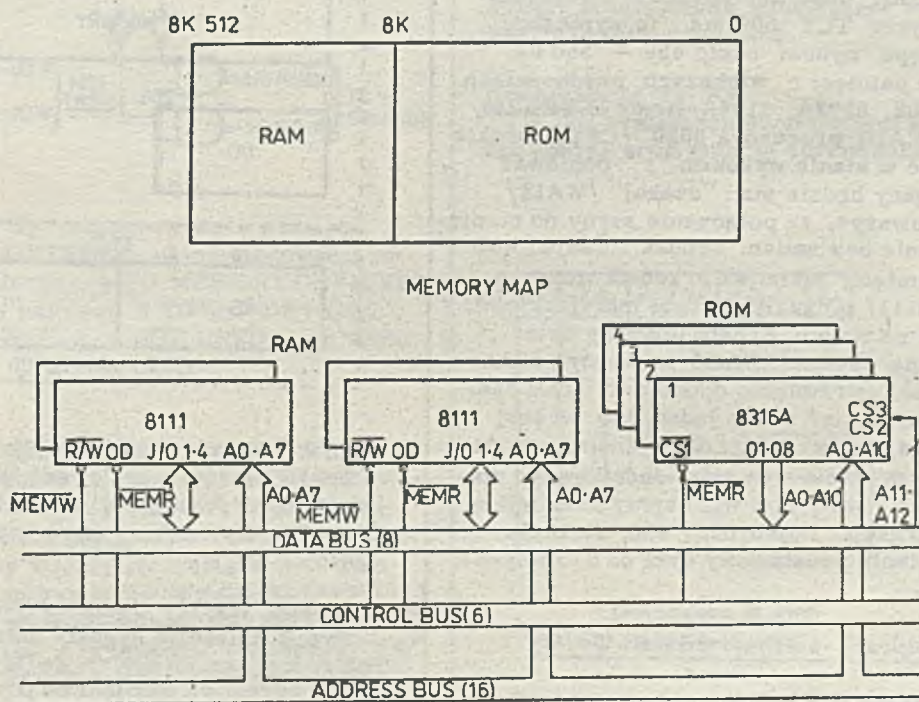 8K 512 8K 0
RAM ROM
MEMORY MAP
RAM
ROM
8111
R/W OD J/O 1·4 A0·A7
8111
R/W OD J/O 1·4 A0·A7
4
3
2
1
8316A
CS3
CS2
CS1 01·08 A0·A10
MEMW
MEMR
A0·A7
MEMW
MEMR
A0·A7
MEMR
A0·A10
A11·
A12
DATA BUS (8)
CONTROL BUS(6)
ADDRESS BUS (16)